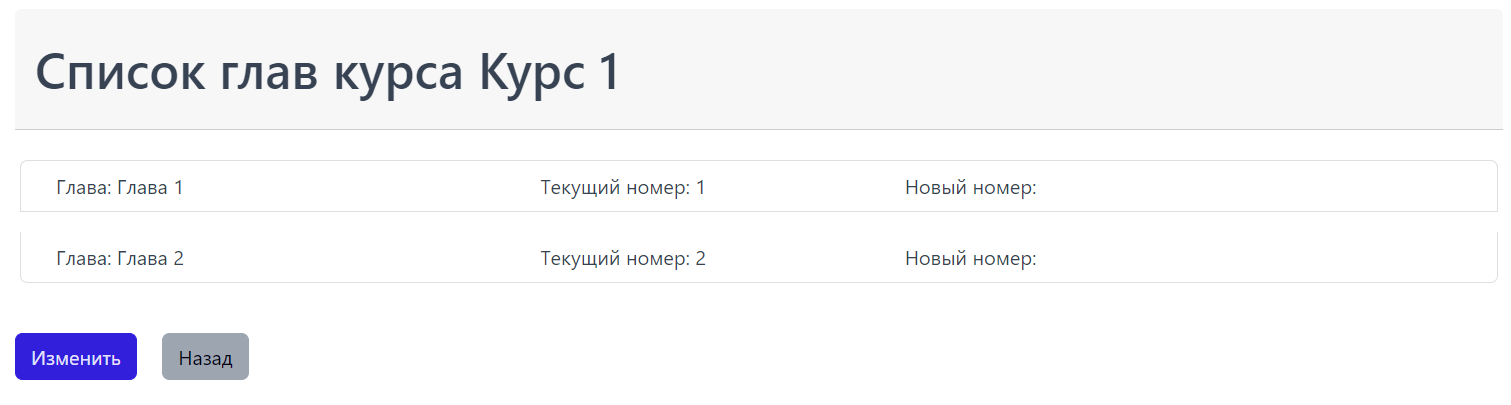 Список глав курса Курс 1
Глава: Глава 1 Текущий номер: 1 Новый номер:
Глава: Глава 2 Текущий номер: 2 Новый номер:
Изменить Назад